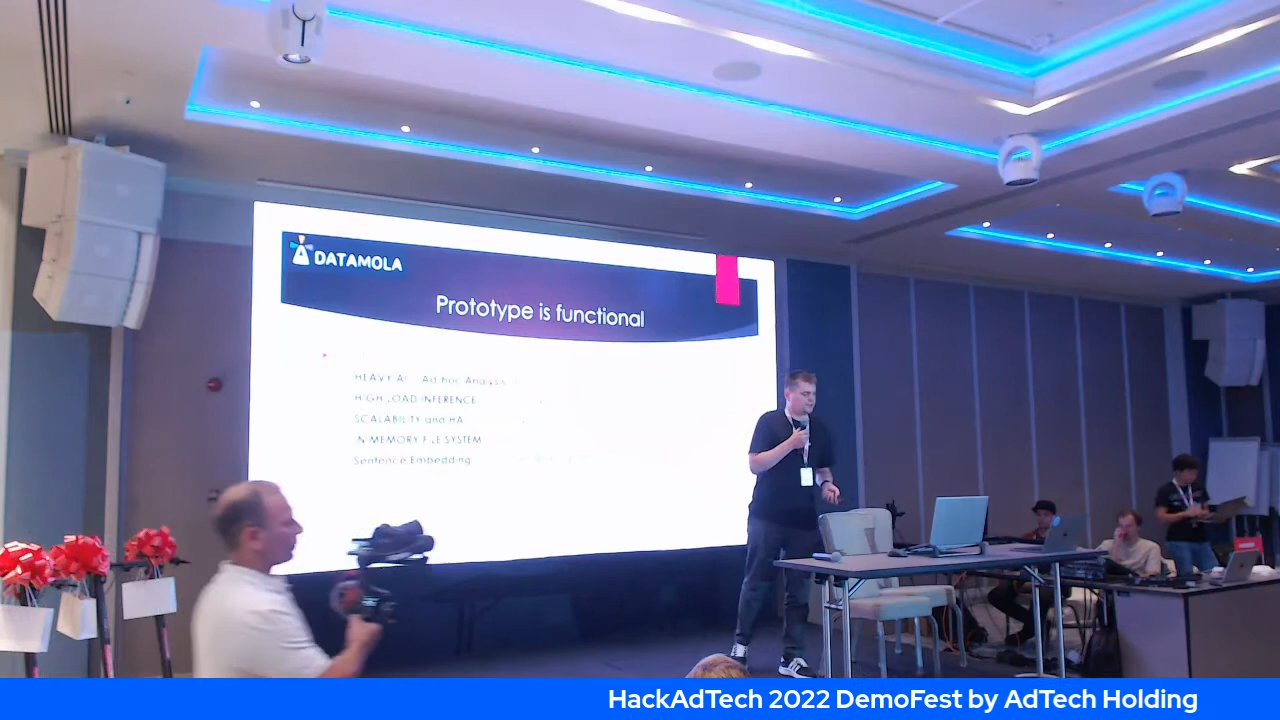 DATAMOLA
Prototype is functional
HEAVY Ad hoc Analysis
HIGH LOAD INFERENCE
SCALABILITY and HA
IN MEMORY FILE SYSTEM
Sentence Embedding
HackAdTech 2022 DemoFest by AdTech Holding